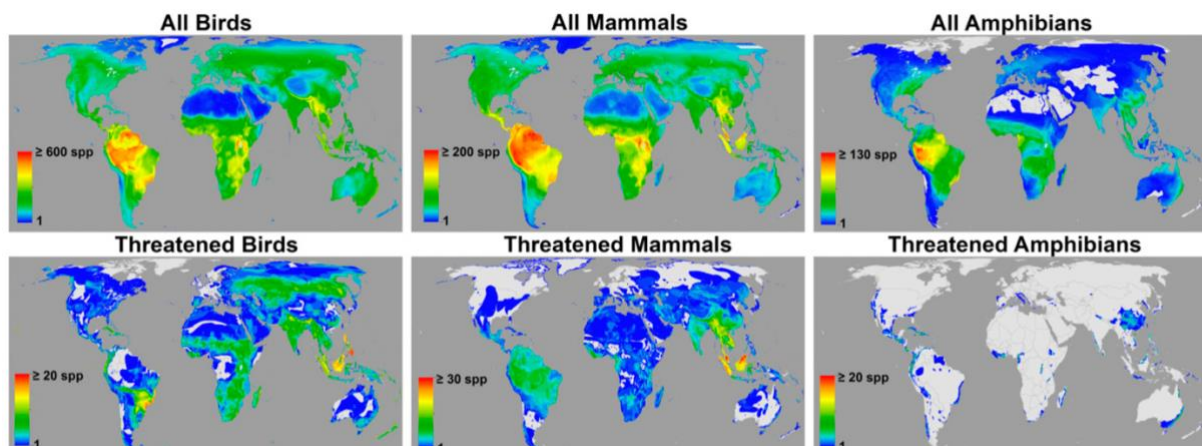 All Birds
≥ 600 spp
1
All Mammals
≥ 200 spp
1
All Amphibians
≥ 130 spp
1
Threatened Birds
≥ 20 spp
1
Threatened Mammals
≥ 30 spp
1
Threatened Amphibians
≥ 20 spp
1